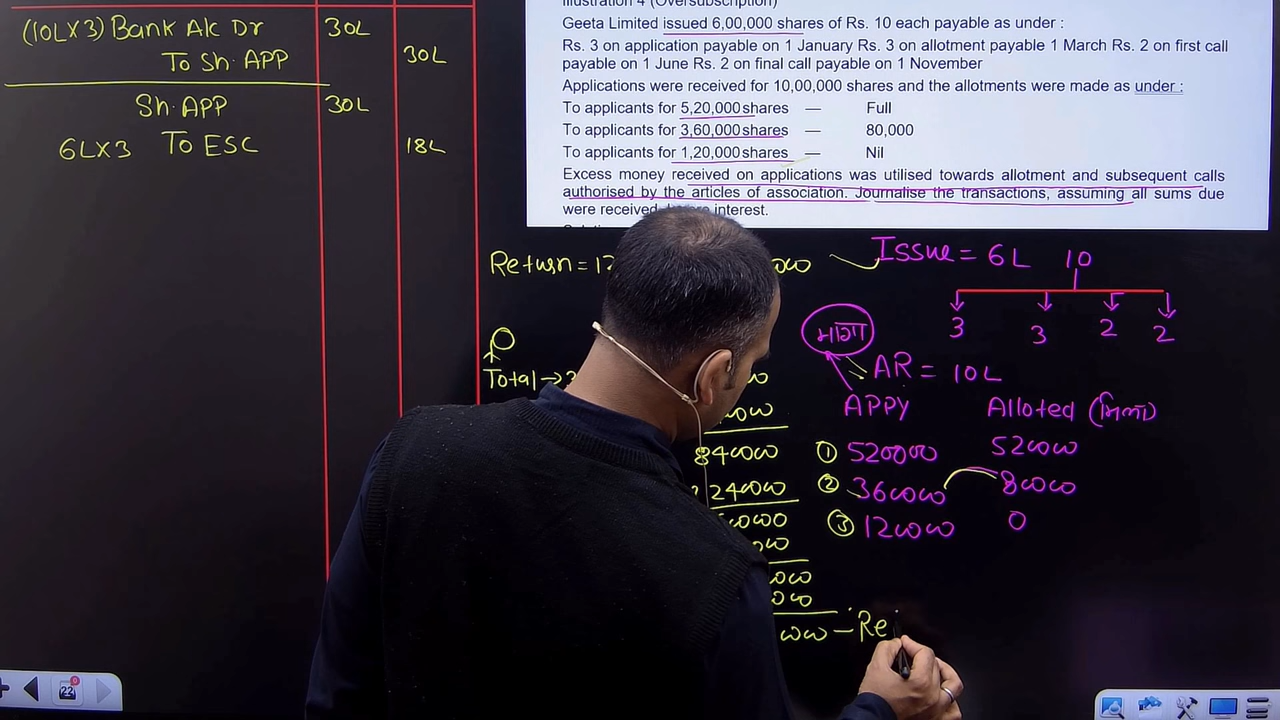 (10LX3) Bank A/c Dr 30L
To Sh. APP 30L
Sh. APP 30L
6LX3 To ESC 18L
Illustration 4 (Oversubscription)
Geeta Limited issued 6,00,000 shares of Rs. 10 each payable as under :
Rs. 3 on application payable on 1 January Rs. 3 on allotment payable 1 March Rs. 2 on first call
payable on 1 June Rs. 2 on final call payable on 1 November
Applications were received for 10,00,000 shares and the allotments were made as under :
To applicants for 5,20,000 shares — Full
To applicants for 3,60,000 shares — 80,000
To applicants for 1,20,000 shares — Nil
Excess money received on applications was utilised towards allotment and subsequent calls
authorised by the articles of association. Journalise the transactions, assuming all sums due
were received interest.
Return = 12
Issue = 6L 10
3 3 2 2
मांगा
AR = 10L
Total →
APPY Alloted (मिला)
① 520000 520000
② 360000 80000
③ 120000 0
840000
240000
— Re
22